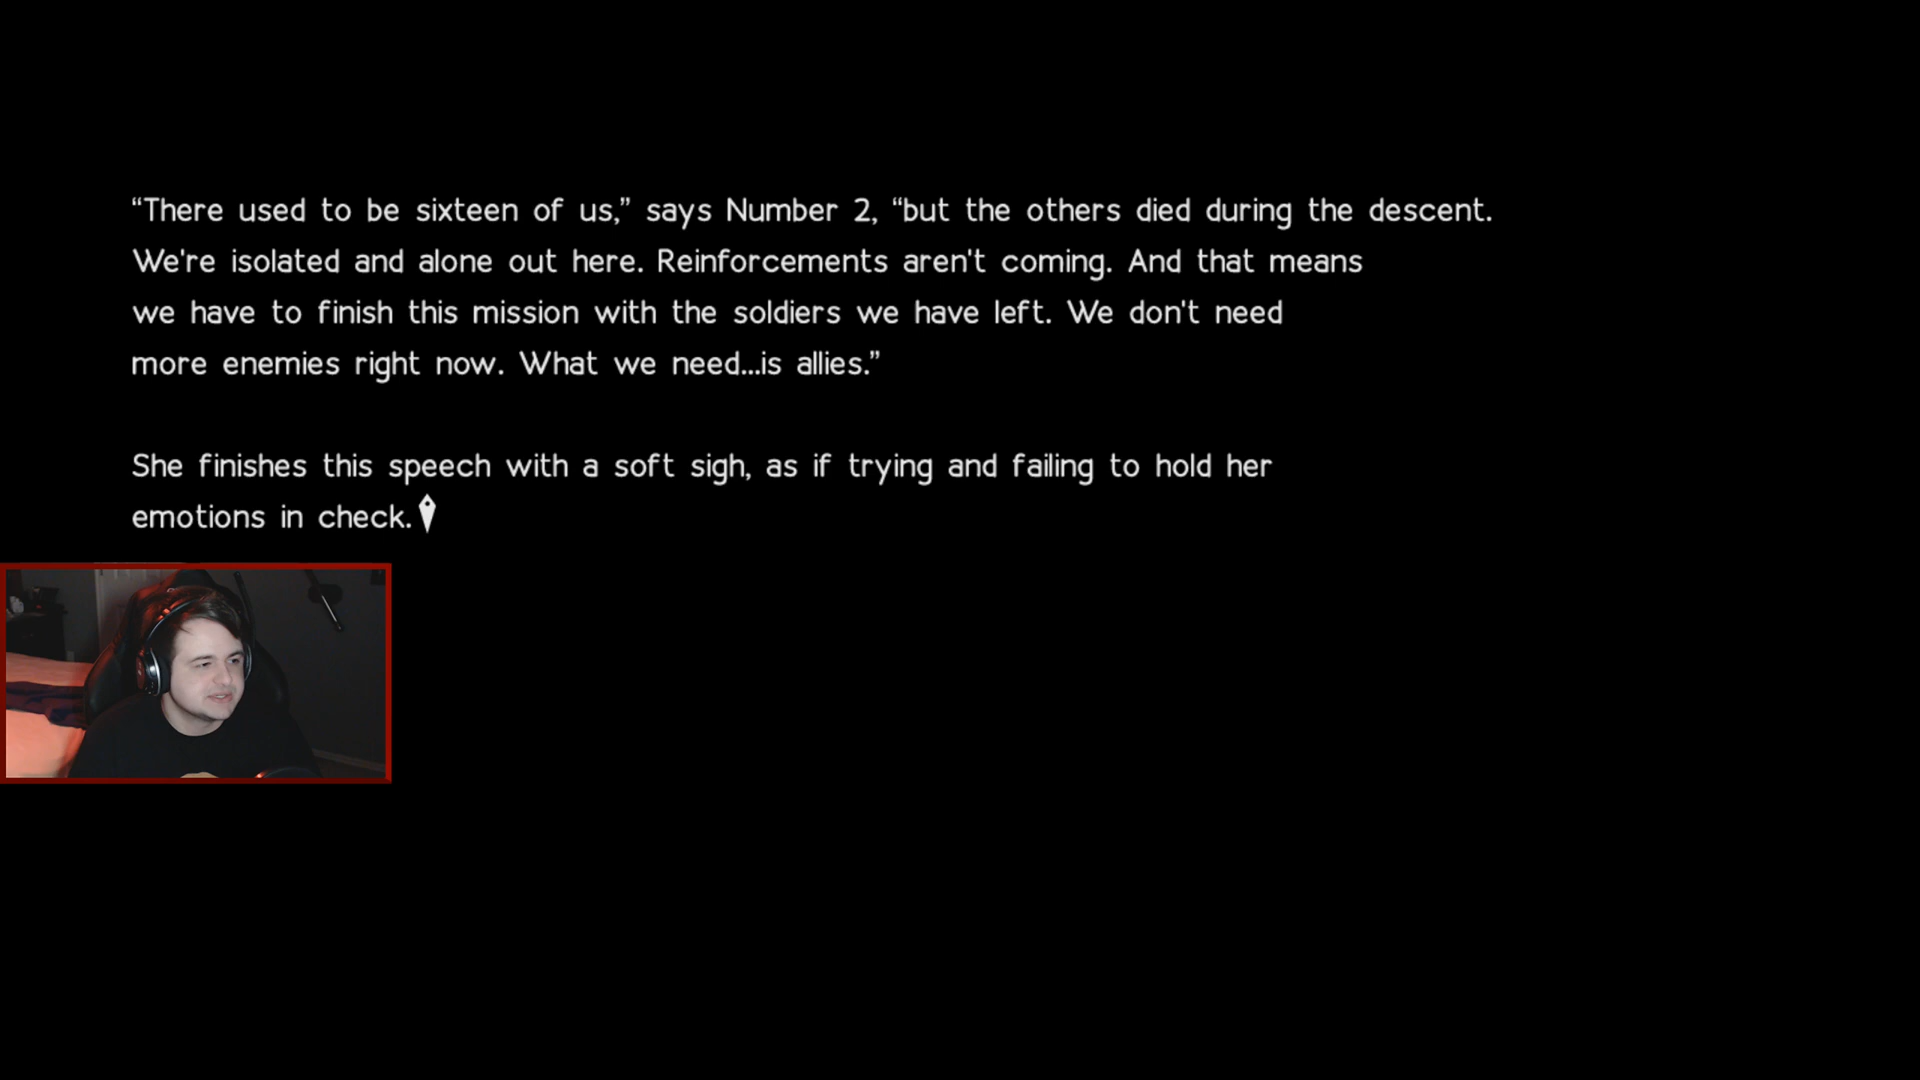 “There used to be sixteen of us,” says Number 2, “but the others died during the descent.
We're isolated and alone out here. Reinforcements aren't coming. And that means
we have to finish this mission with the soldiers we have left. We don't need
more enemies right now. What we need...is allies.”
She finishes this speech with a soft sigh, as if trying and failing to hold her
emotions in check.